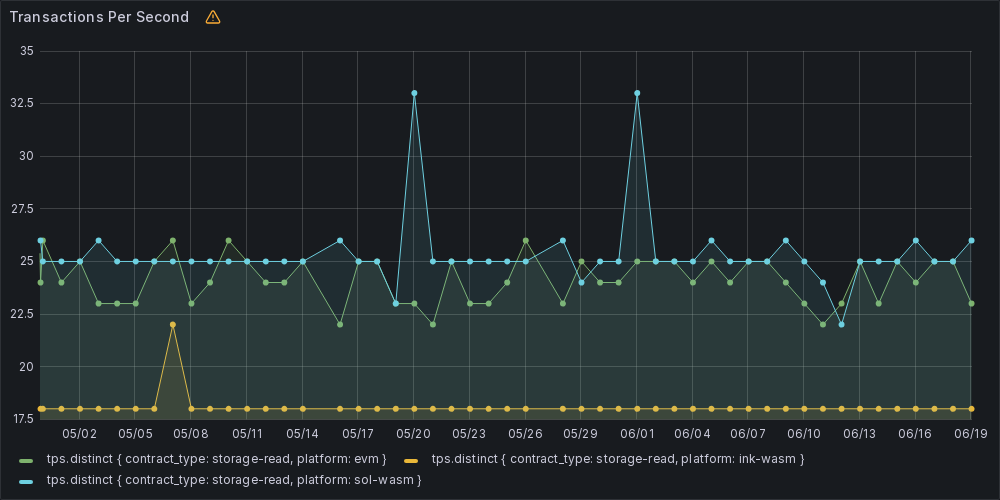 Transactions Per Second
35
32.5
30
27.5
25
22.5
20
17.5
05/02 05/05 05/08 05/11 05/14 05/17 05/20 05/23 05/26 05/29 06/01 06/04 06/07 06/10 06/13 06/16 06/19
tps.distinct { contract_type: storage-read, platform: evm } tps.distinct { contract_type: storage-read, platform: ink-wasm }
tps.distinct { contract_type: storage-read, platform: sol-wasm }